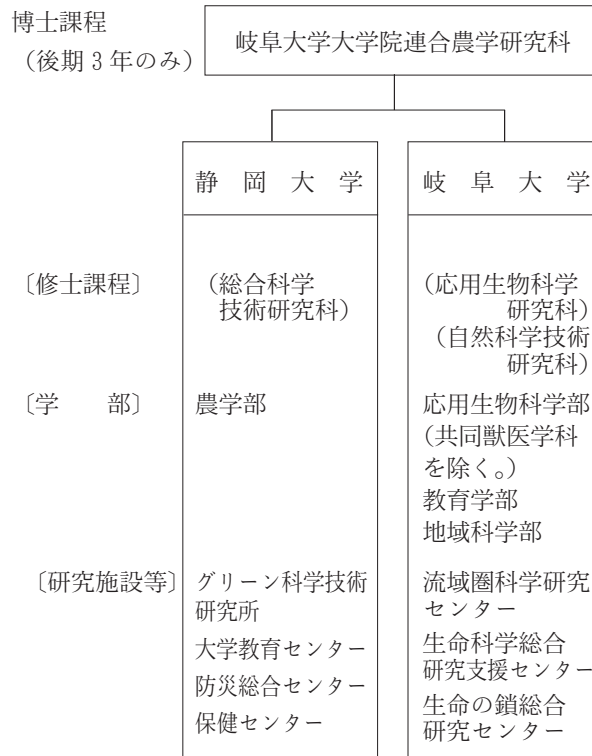 博士課程
（後期3年のみ）
岐阜大学大学院連合農学研究科
静岡大学
岐阜大学
〔修士課程〕
（総合科学
技術研究科）
（応用生物科学
研究科）
（自然科学技術
研究科）
〔学部〕
農学部
応用生物科学部
（共同獣医学科
を除く。）
教育学部
地域科学部
〔研究施設等〕
グリーン科学技術
研究所
大学教育センター
防災総合センター
保健センター
流域圏科学研究
センター
生命科学総合
研究支援センター
生命の鎖総合
研究センター